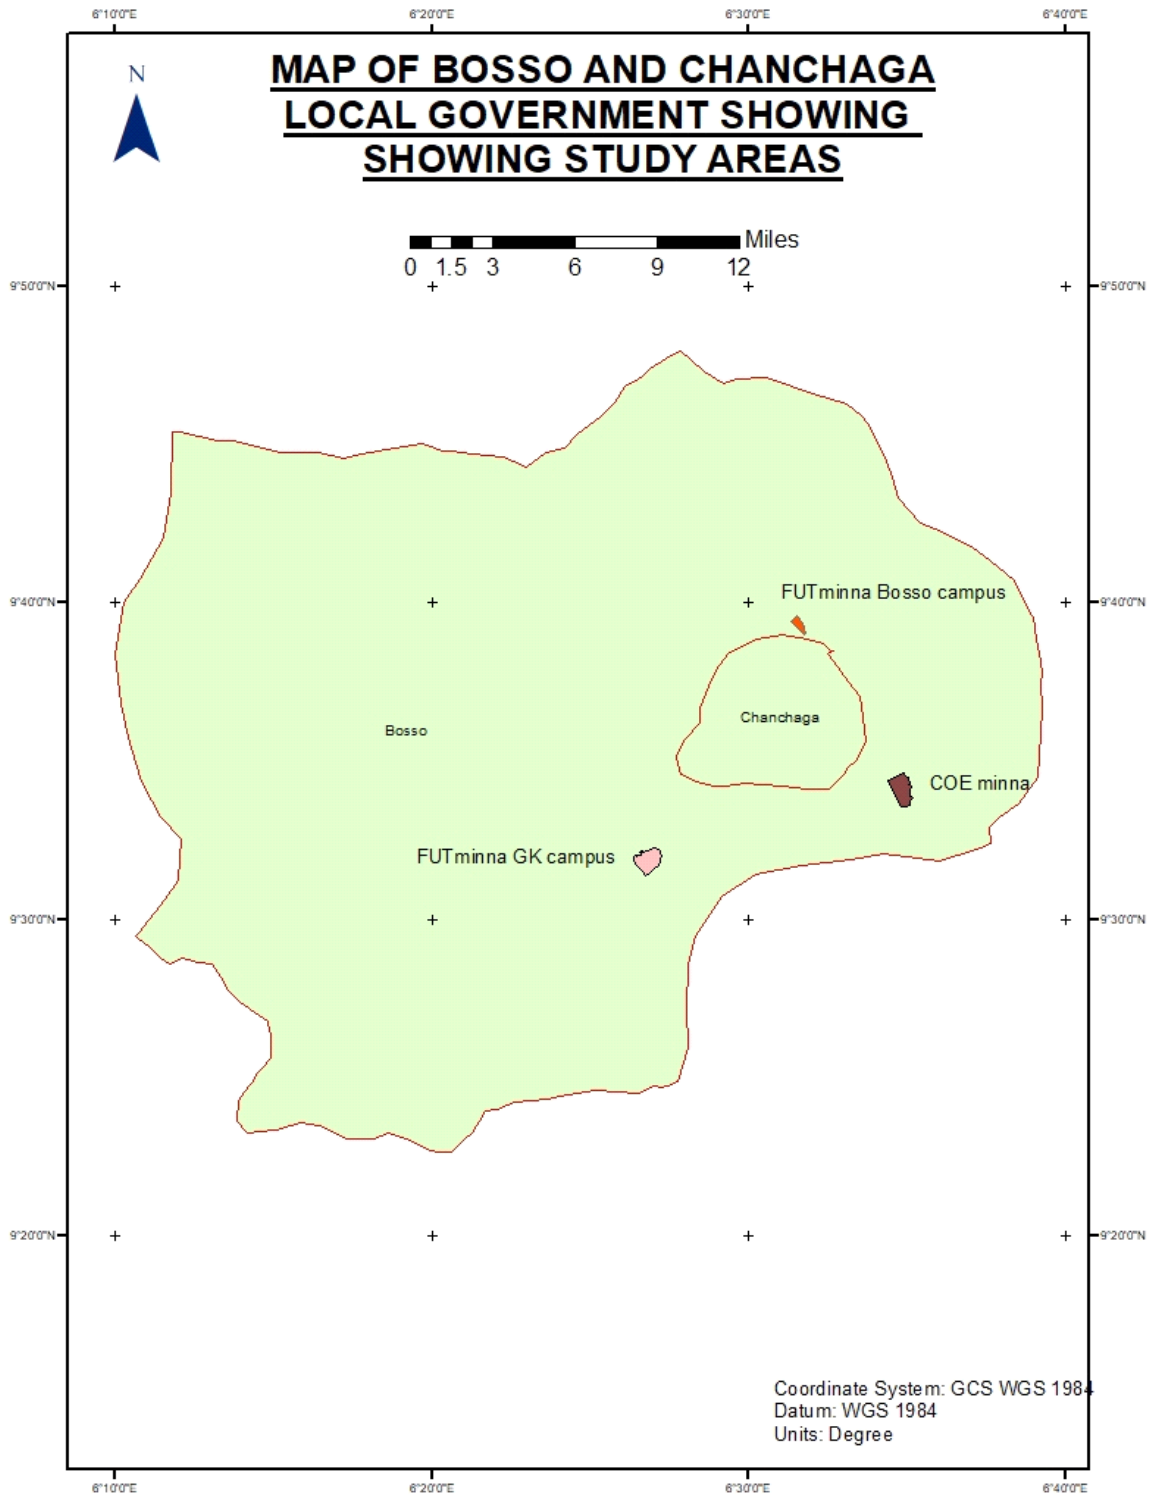 6°10'0"E 6°20'0"E 6°30'0"E 6°40'0"E
N
MAP OF BOSSO AND CHANCHAGA
LOCAL GOVERNMENT SHOWING
SHOWING STUDY AREAS
Miles
0 1.5 3 6 9 12
9°50'0"N 9°50'0"N
FUTminna Bosso campus
9°40'0"N 9°40'0"N
Chanchaga
Bosso
COE minna
FUTminna GK campus
9°30'0"N 9°30'0"N
9°20'0"N 9°20'0"N
Coordinate System: GCS WGS 1984
Datum: WGS 1984
Units: Degree
6°10'0"E 6°20'0"E 6°30'0"E 6°40'0"E